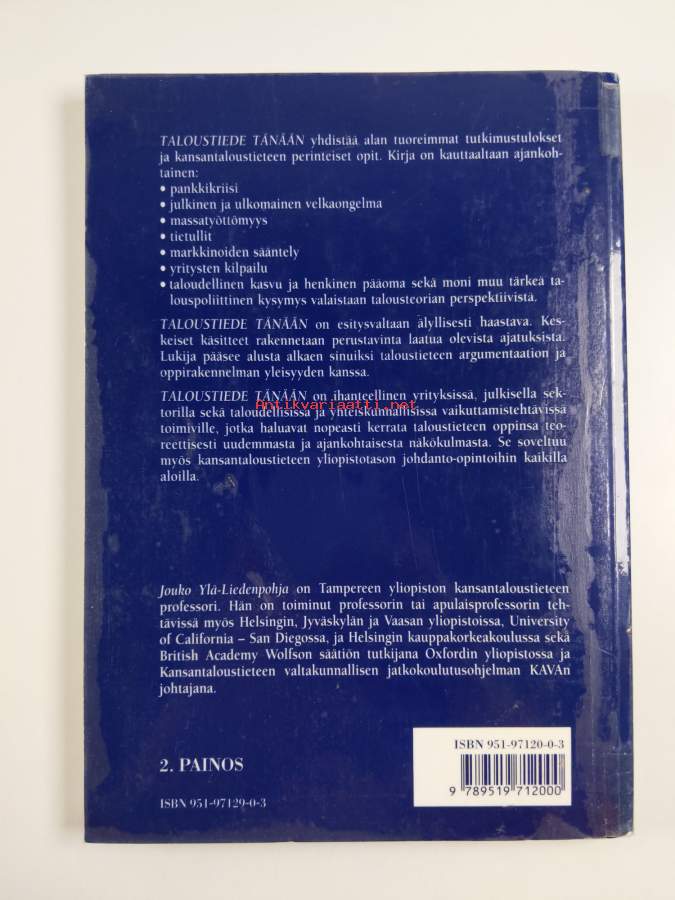 TALOUSTIEDE TÄNÄÄN yhdistää alan tuoreimmat tutkimustulokset
ja kansantaloustieteen perinteiset opit. Kirja on kauttaaltaan ajankoh-
tainen:
• pankkikriisi
• julkinen ja ulkomainen velkaongelma
• massatyöttömyys
• tietullit
• markkinoiden sääntely
• yritysten kilpailu
• taloudellinen kasvu ja henkinen pääoma sekä moni muu tärkeä ta-
louspoliittinen kysymys valaistaan talousteorian perspektiivistä.
TALOUSTIEDE TÄNÄÄN on esitysvaltaan älyllisesti haastava. Kes-
keiset käsitteet rakennetaan perustavinta laatua olevista ajatuksista.
Lukija pääsee alusta alkaen sinuiksi taloustieteen argumentaation ja
oppirakennelman yleisyyden kanssa.
TALOUSTIEDE TÄNÄÄN on ihanteellinen yrityksissä, julkisella sek-
torilla sekä taloudellisissa ja yhteiskunnallisissa vaikuttamistehtävissä
Antikvariaatti.net
toimiville, jotka haluavat nopeasti kerrata taloustieteen oppinsa teo-
reettisesti uudemmasta ja ajankohtaisesta näkökulmasta. Se soveltuu
myös kansantaloustieteen yliopistotason johdanto-opintoihin kaikilla
aloilla.
Jouko Ylä-Liedenpohja on Tampereen yliopiston kansantaloustieteen
professori. Hän on toiminut professorin tai apulaisprofessorin teh-
tävissä myös Helsingin, Jyväskylän ja Vaasan yliopistoissa, University
of California – San Diegossa, ja Helsingin kauppakorkeakoulussa sekä
British Academy Wolfson säätiön tutkijana Oxfordin yliopistossa ja
Kansantaloustieteen valtakunnallisen jatkokoulutusohjelman KAVAn
johtajana.
ISBN 951-97120-0-3
9 789519 712000
2. PAINOS
ISBN 951-97129-0-3